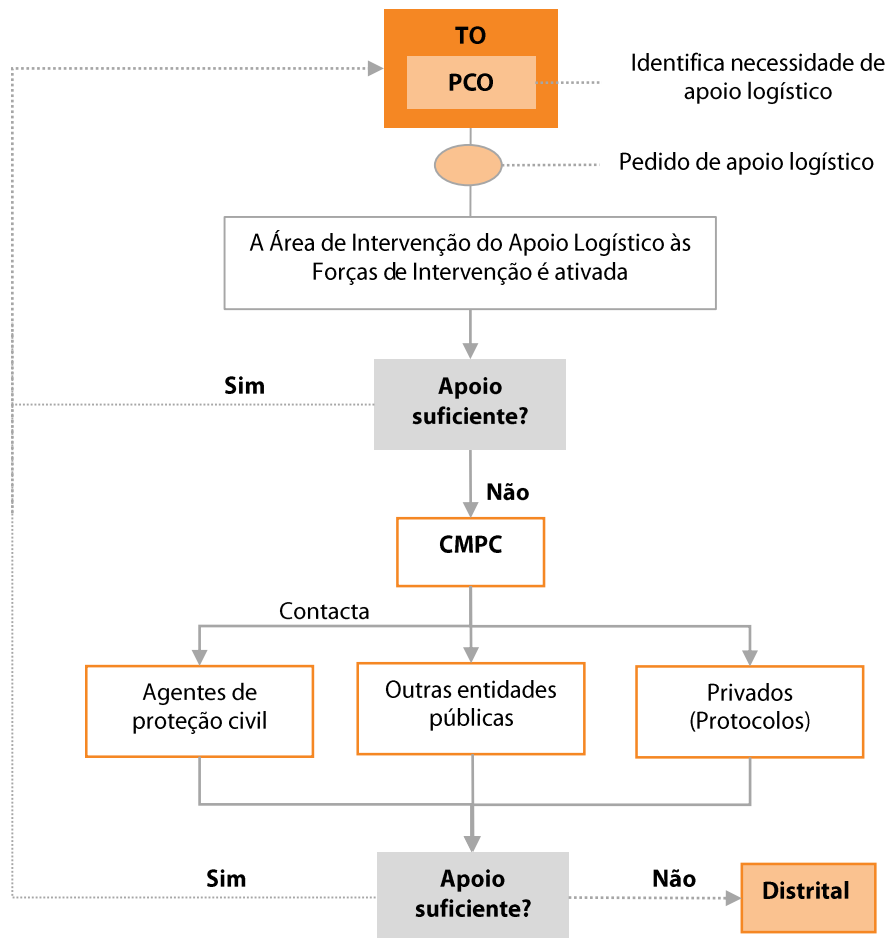 TO
PCO
Identifica necessidade de
apoio logístico
Pedido de apoio logístico
A Área de Intervenção do Apoio Logístico às
Forças de Intervenção é ativada
Sim
Apoio
suficiente?
Não
CMPC
Contacta
Agentes de
proteção civil
Outras entidades
públicas
Privados
(Protocolos)
Sim
Apoio
suficiente?
Não
Distrital